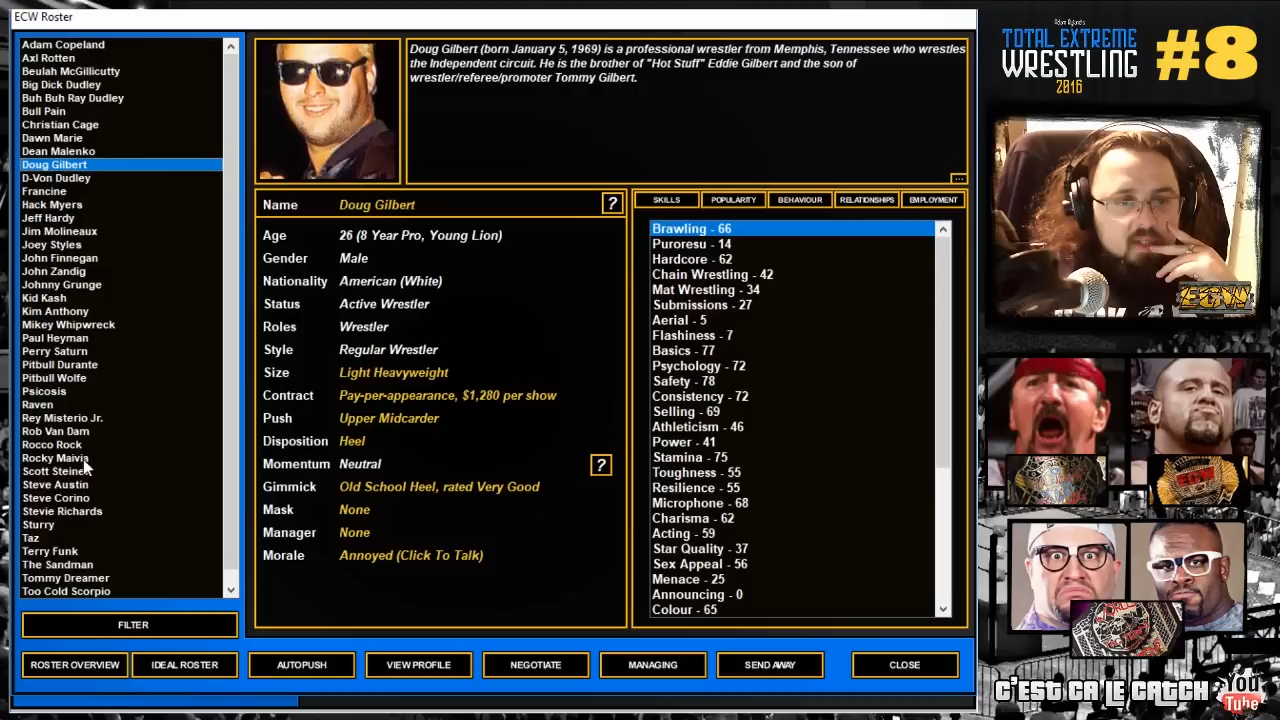 ECW Roster
Adam Copeland
Axl Rotten
Beulah McGillicutty
Big Dick Dudley
Buh Buh Ray Dudley
Bull Pain
Christian Cage
Dawn Marie
Dean Malenko
Doug Gilbert
D-Von Dudley
Francine
Hack Myers
Jeff Hardy
Jim Molineaux
Joey Styles
John Finnegan
John Zandig
Johnny Grunge
Kid Kash
Kim Anthony
Mikey Whipwreck
Paul Heyman
Perry Saturn
Pitbull Durante
Pitbull Wolfe
Psicosis
Raven
Rey Misterio Jr.
Rob Van Dam
Rocco Rock
Rocky Maivia
Scott Steiner
Steve Austin
Steve Corino
Stevie Richards
Sturry
Taz
Terry Funk
The Sandman
Tommy Dreamer
Too Cold Scorpio
FILTER
Doug Gilbert (born January 5, 1969) is a professional wrestler from Memphis, Tennessee who wrestles
the Independent circuit. He is the brother of "Hot Stuff" Eddie Gilbert and the son of
wrestler/referee/promoter Tommy Gilbert.
...
Name Doug Gilbert ?
Age 26 (8 Year Pro, Young Lion)
Gender Male
Nationality American (White)
Status Active Wrestler
Roles Wrestler
Style Regular Wrestler
Size Light Heavyweight
Contract Pay-per-appearance, $1,280 per show
Push Upper Midcarder
Disposition Heel
Momentum Neutral ?
Gimmick Old School Heel, rated Very Good
Mask None
Manager None
Morale Annoyed (Click To Talk)
SKILLS POPULARITY BEHAVIOUR RELATIONSHIPS EMPLOYMENT
Brawling - 66
Puroresu - 14
Hardcore - 62
Chain Wrestling - 42
Mat Wrestling - 34
Submissions - 27
Aerial - 5
Flashiness - 7
Basics - 77
Psychology - 72
Safety - 78
Consistency - 72
Selling - 69
Athleticism - 46
Power - 41
Stamina - 75
Toughness - 55
Resilience - 55
Microphone - 68
Charisma - 62
Acting - 59
Star Quality - 37
Sex Appeal - 56
Menace - 25
Announcing - 0
Colour - 65
ROSTER OVERVIEW IDEAL ROSTER AUTOPUSH VIEW PROFILE NEGOTIATE MANAGING SEND AWAY CLOSE
Adam Ryland's
TOTAL EXTREME
WRESTLING
2016
#8
ECW
C'EST CA LE CATCH
You
Tube